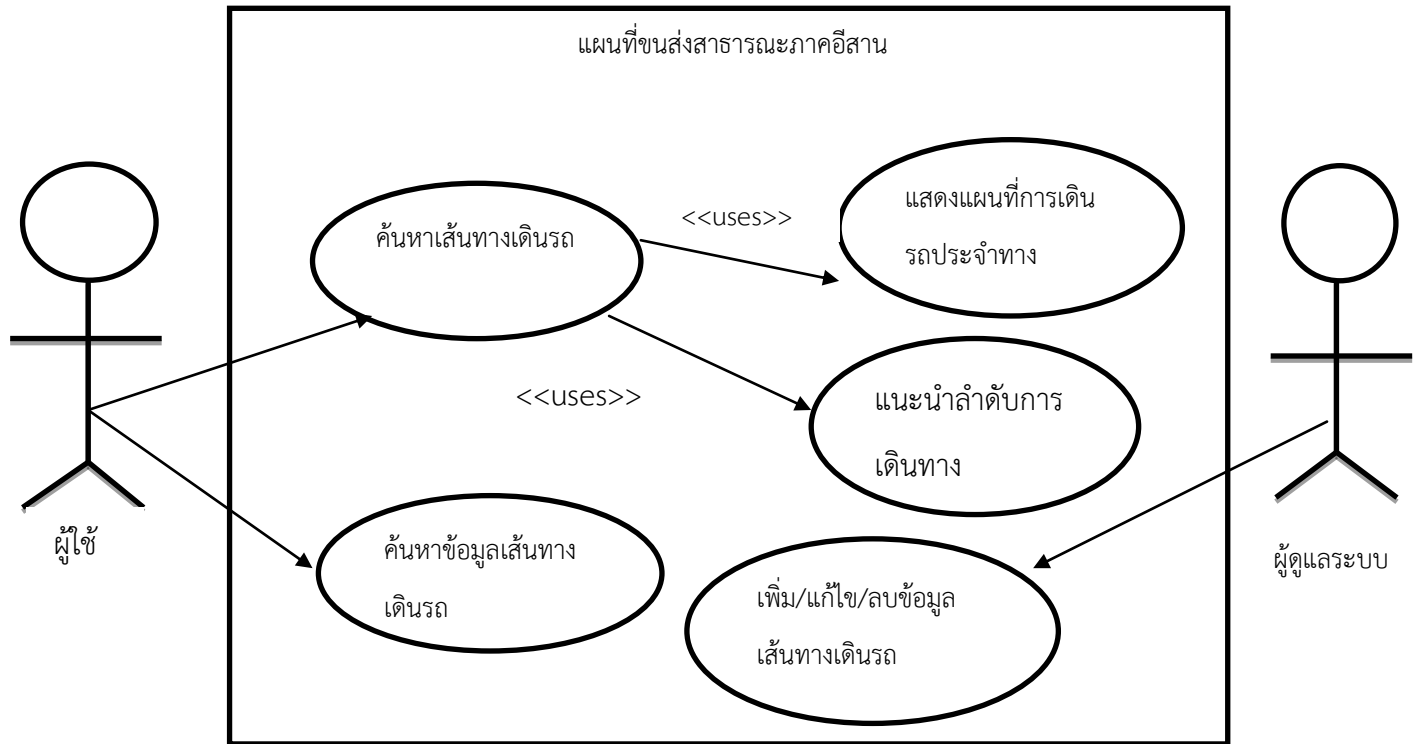 แผนที่ขนส่งสาธารณะภาคอีสาน
ค้นหาเส้นทางเดินรถ
<<uses>>
แสดงแผนที่การเดิน
รถประจำทาง
<<uses>>
แนะนำลำดับการ
เดินทาง
ผู้ใช้
ค้นหาข้อมูลเส้นทาง
เดินรถ
เพิ่ม/แก้ไข/ลบข้อมูล
เส้นทางเดินรถ
ผู้ดูแลระบบ